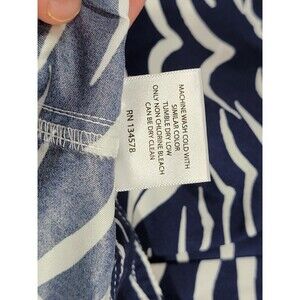 MACHINE WASH COLD WITH
SIMILAR COLOR
TUMBLE DRY LOW
ONLY NON CHLORINE BLEACH
CAN BE DRY CLEAN
RN 134578